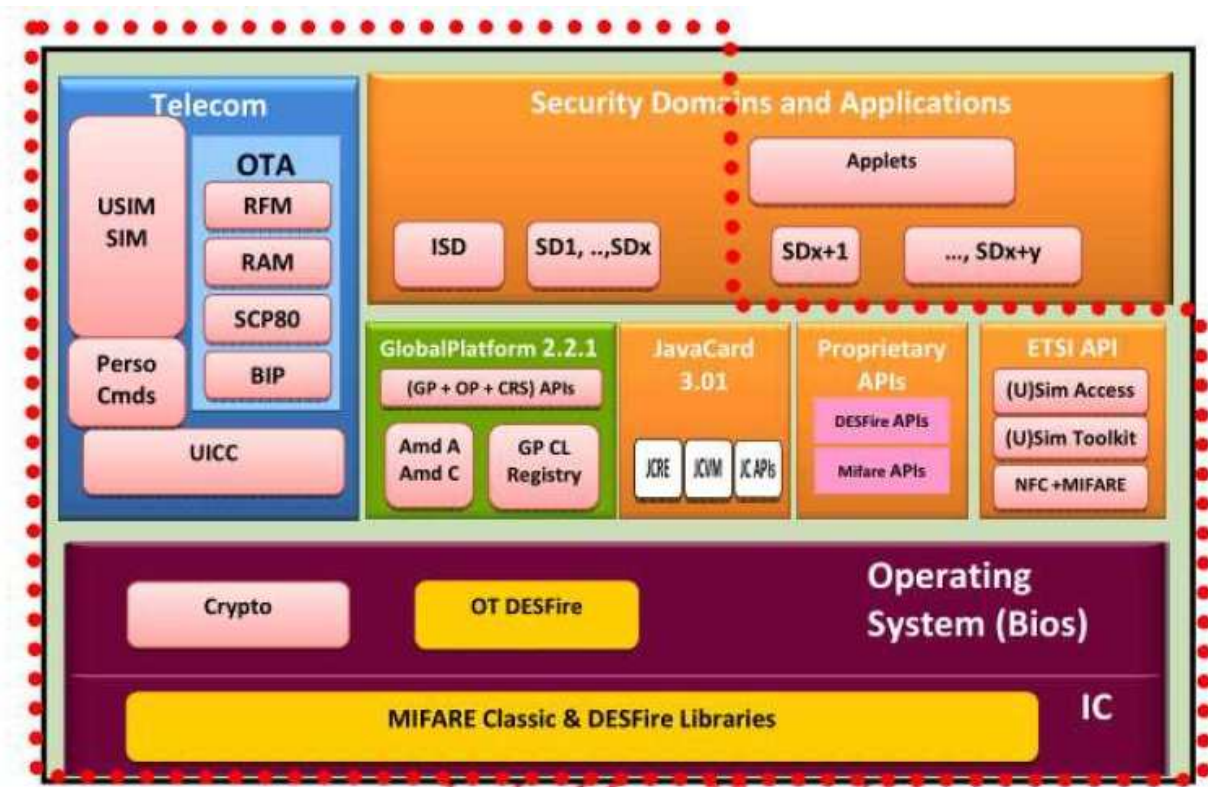 Telecom
USIM
SIM
OTA
RFM
RAM
SCP80
BIP
Perso
Cmds
UICC
Security Domains and Applications
Applets
ISD
SD1, ..,SDx
SDx+1
..., SDx+y
GlobalPlatform 2.2.1
(GP + OP + CRS) APIs
Amd A
Amd C
GP CL
Registry
JavaCard
3.01
JCRE
JCVM
JC APIs
Proprietary
APIs
DESFire APIs
Mifare APIs
ETSI API
(U)Sim Access
(U)Sim Toolkit
NFC +MIFARE
Operating
System (Bios)
Crypto
OT DESFire
IC
MIFARE Classic & DESFire Libraries